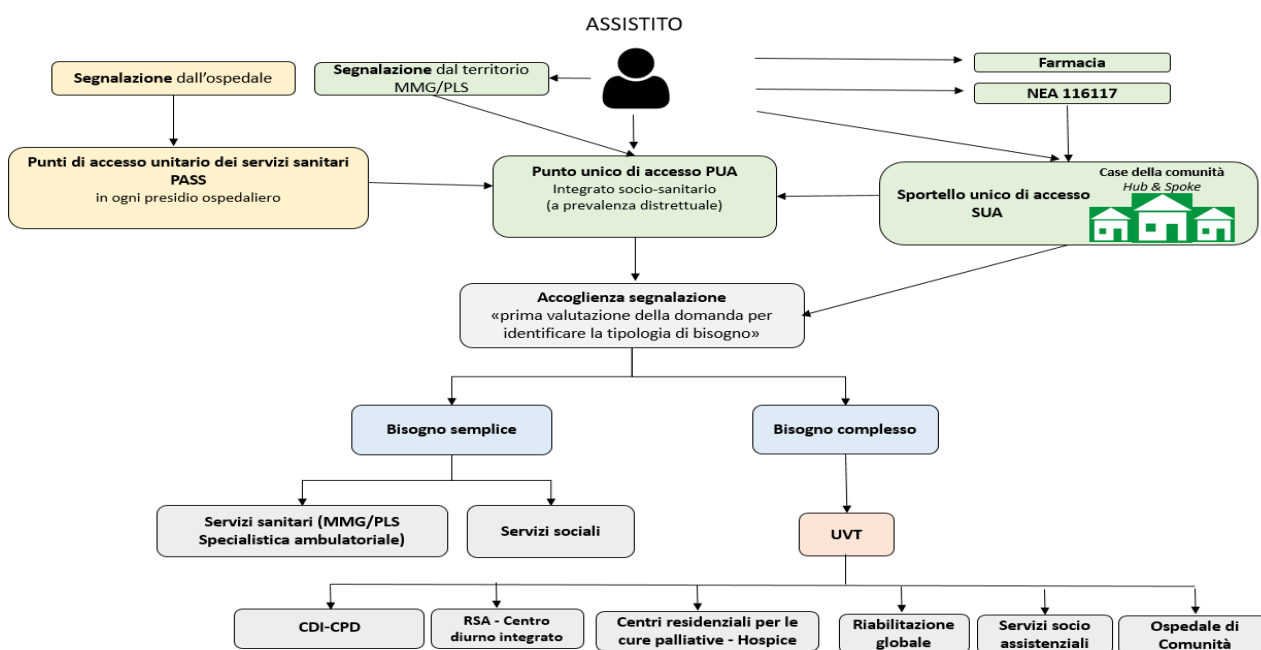 ASSISTITO
Segnalazione dall'ospedale
Segnalazione dal territorio
MMG/PLS
Farmacia
NEA 116117
Punti di accesso unitario dei servizi sanitari
PASS
in ogni presidio ospedaliero
Punto unico di accesso PUA
Integrato socio-sanitario
(a prevalenza distrettuale)
Sportello unico di accesso
SUA
Case della comunità
Hub & Spoke
Accoglienza segnalazione
«prima valutazione della domanda per
identificare la tipologia di bisogno»
Bisogno semplice
Bisogno complesso
Servizi sanitari (MMG/PLS
Specialistica ambulatoriale)
Servizi sociali
UVT
CDI-CPD
RSA - Centro
diurno integrato
Centri residenziali per le
cure palliative - Hospice
Riabilitazione
globale
Servizi socio
assistenziali
Ospedale di
Comunità